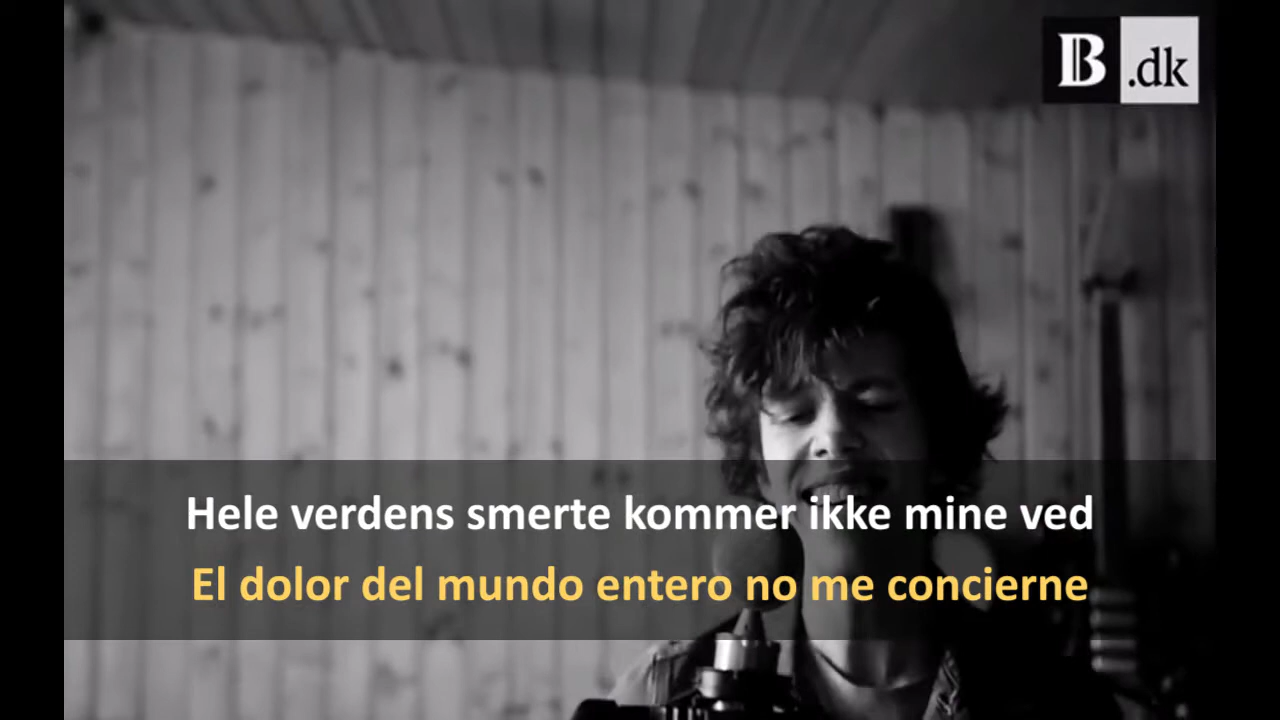 B .dk
Hele verdens smerte kommer ikke mine ved
El dolor del mundo entero no me concierne